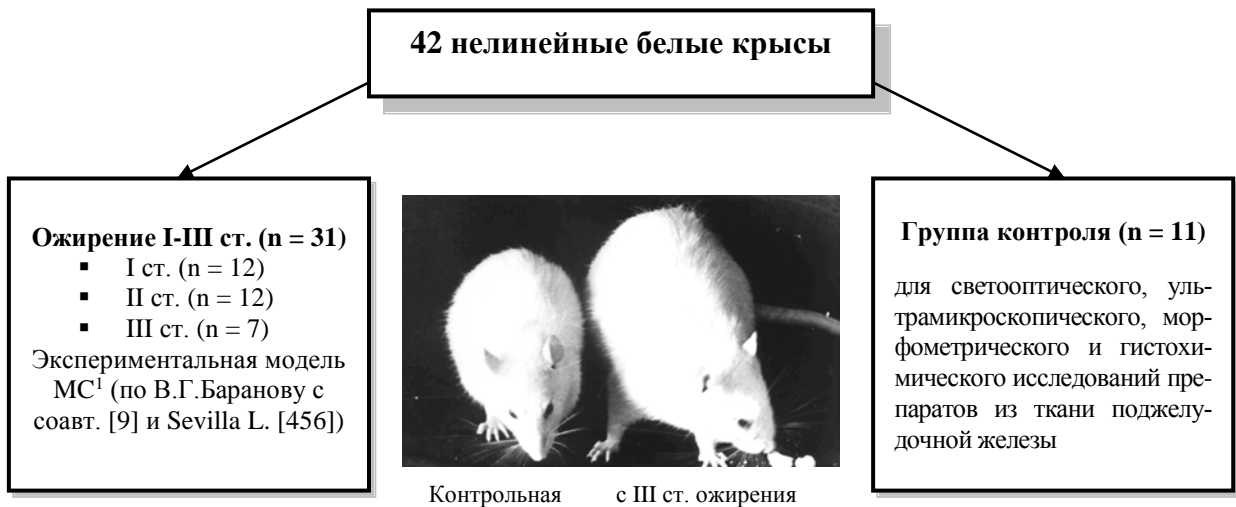 42 нелинейные белые крысы
Ожирение I-III ст. (n = 31)
▪ I ст. (n = 12)
▪ II ст. (n = 12)
▪ III ст. (n = 7)
Экспериментальная модель
МС¹ (по В.Г.Баранову с
соавт. [9] и Sevilla L. [456])
Контрольная с III ст. ожирения
Группа контроля (n = 11)
для светооптического, уль-
трамикроскопического, мор-
фометрического и гистохи-
мического исследований пре-
паратов из ткани поджелу-
дочной железы